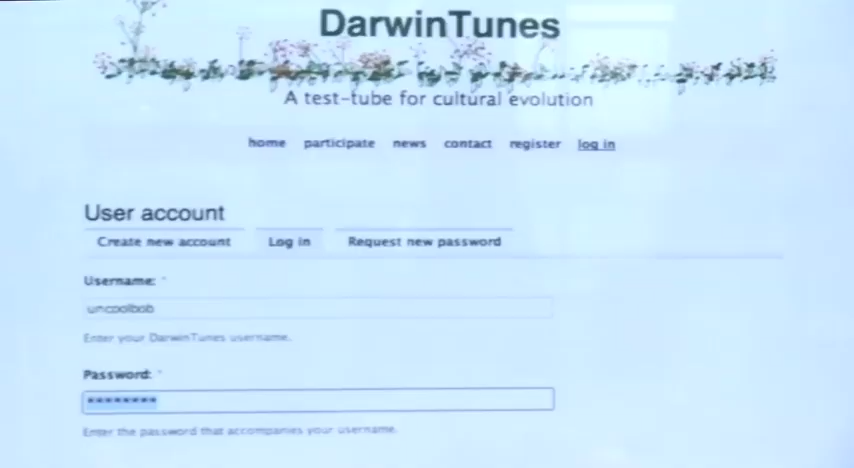 DarwinTunes
A test-tube for cultural evolution
home participate news contact register log in
User account
Create new account Log in Request new password
Username: *
uncoolbob
Enter your DarwinTunes username.
Password: *
********
Enter the password that accompanies your username.